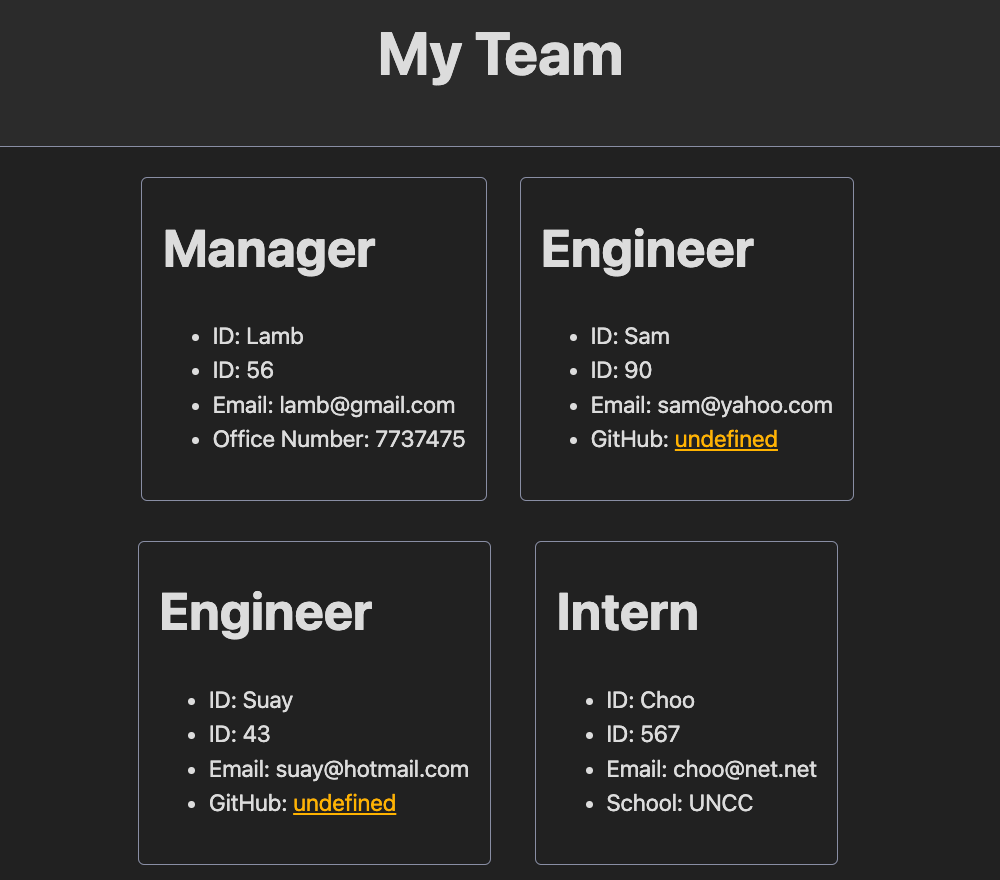 My Team
Manager
ID: Lamb
ID: 56
Email: lamb@gmail.com
Office Number: 7737475
Engineer
ID: Sam
ID: 90
Email: sam@yahoo.com
GitHub: undefined
Engineer
ID: Suay
ID: 43
Email: suay@hotmail.com
GitHub: undefined
Intern
ID: Choo
ID: 567
Email: choo@net.net
School: UNCC